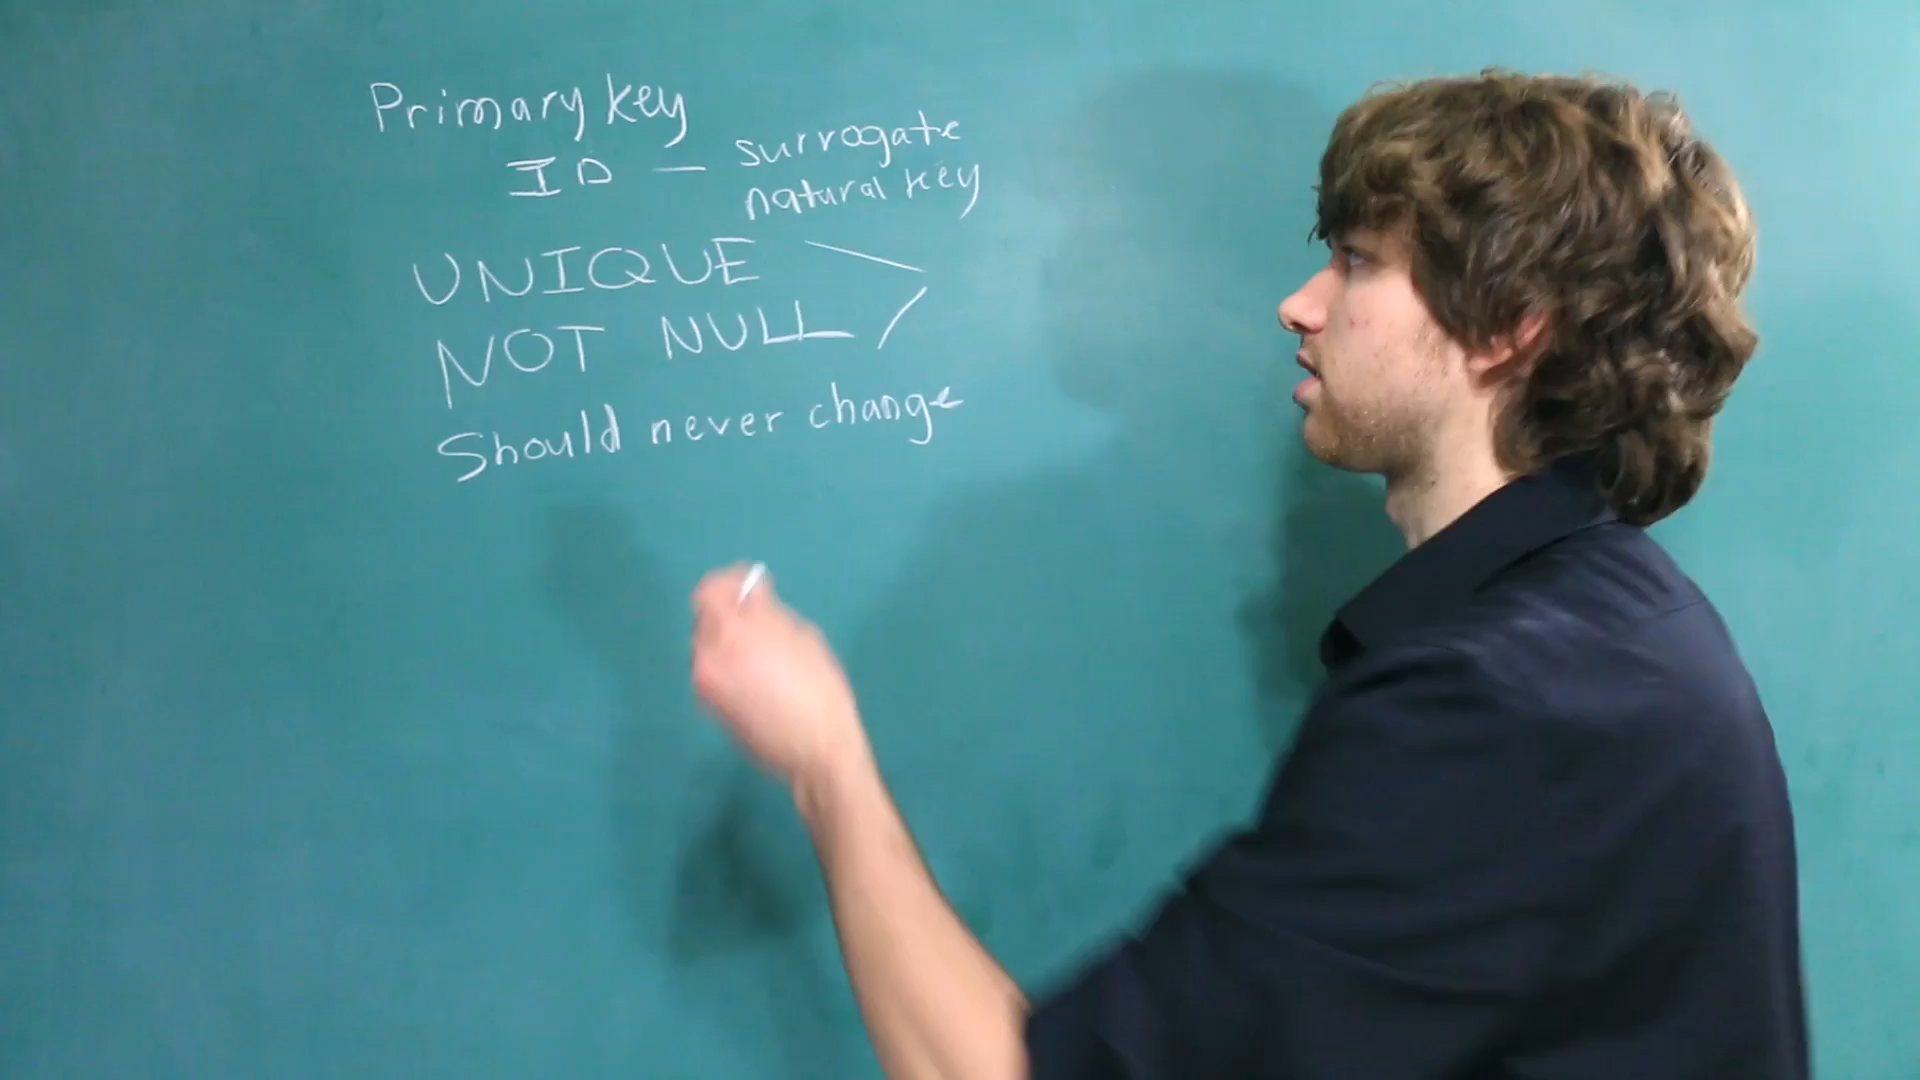 Primary key
ID — surrogate
natural key
UNIQUE
NOT NULL
Should never change